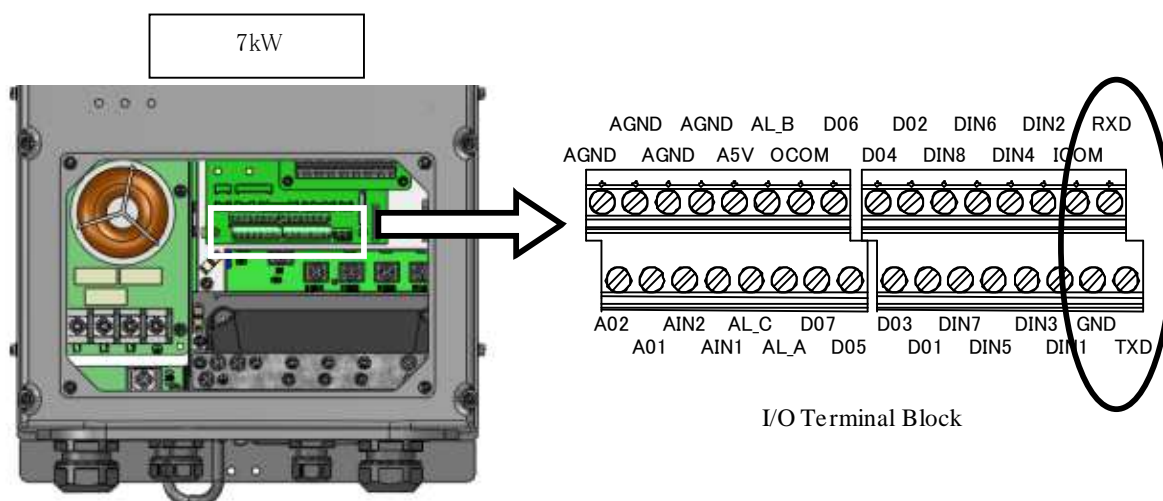 7kW
AGND AGND AL_B D06 D02 DIN6 DIN2 RXD
AGND AGND A5V OCOM D04 DIN8 DIN4 ICOM
A02 AIN2 AL_C D07 D03 DIN7 DIN3 GND
A01 AIN1 AL_A D05 D01 DIN5 DIN1 TXD
I/O Terminal Block